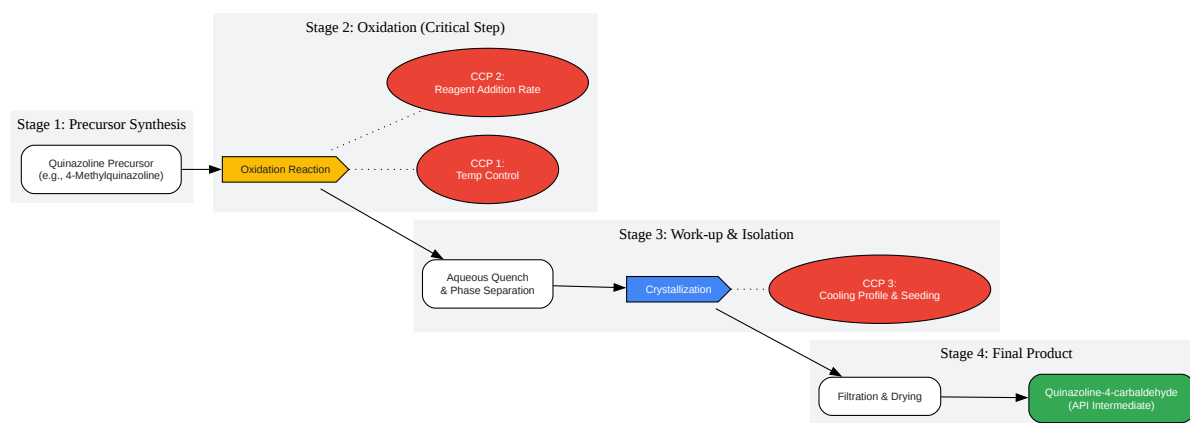 Stage 2: Oxidation (Critical Step)
CCP 2:
Reagent Addition Rate
Stage 1: Precursor Synthesis
Quinazoline Precursor
(e.g., 4-Methylquinazoline)
Oxidation Reaction
CCP 1:
Temp Control
Stage 3: Work-up & Isolation
Aqueous Quench
& Phase Separation
Crystallization
CCP 3:
Cooling Profile & Seeding
Stage 4: Final Product
Filtration & Drying
Quinazoline-4-carbaldehyde
(API Intermediate)